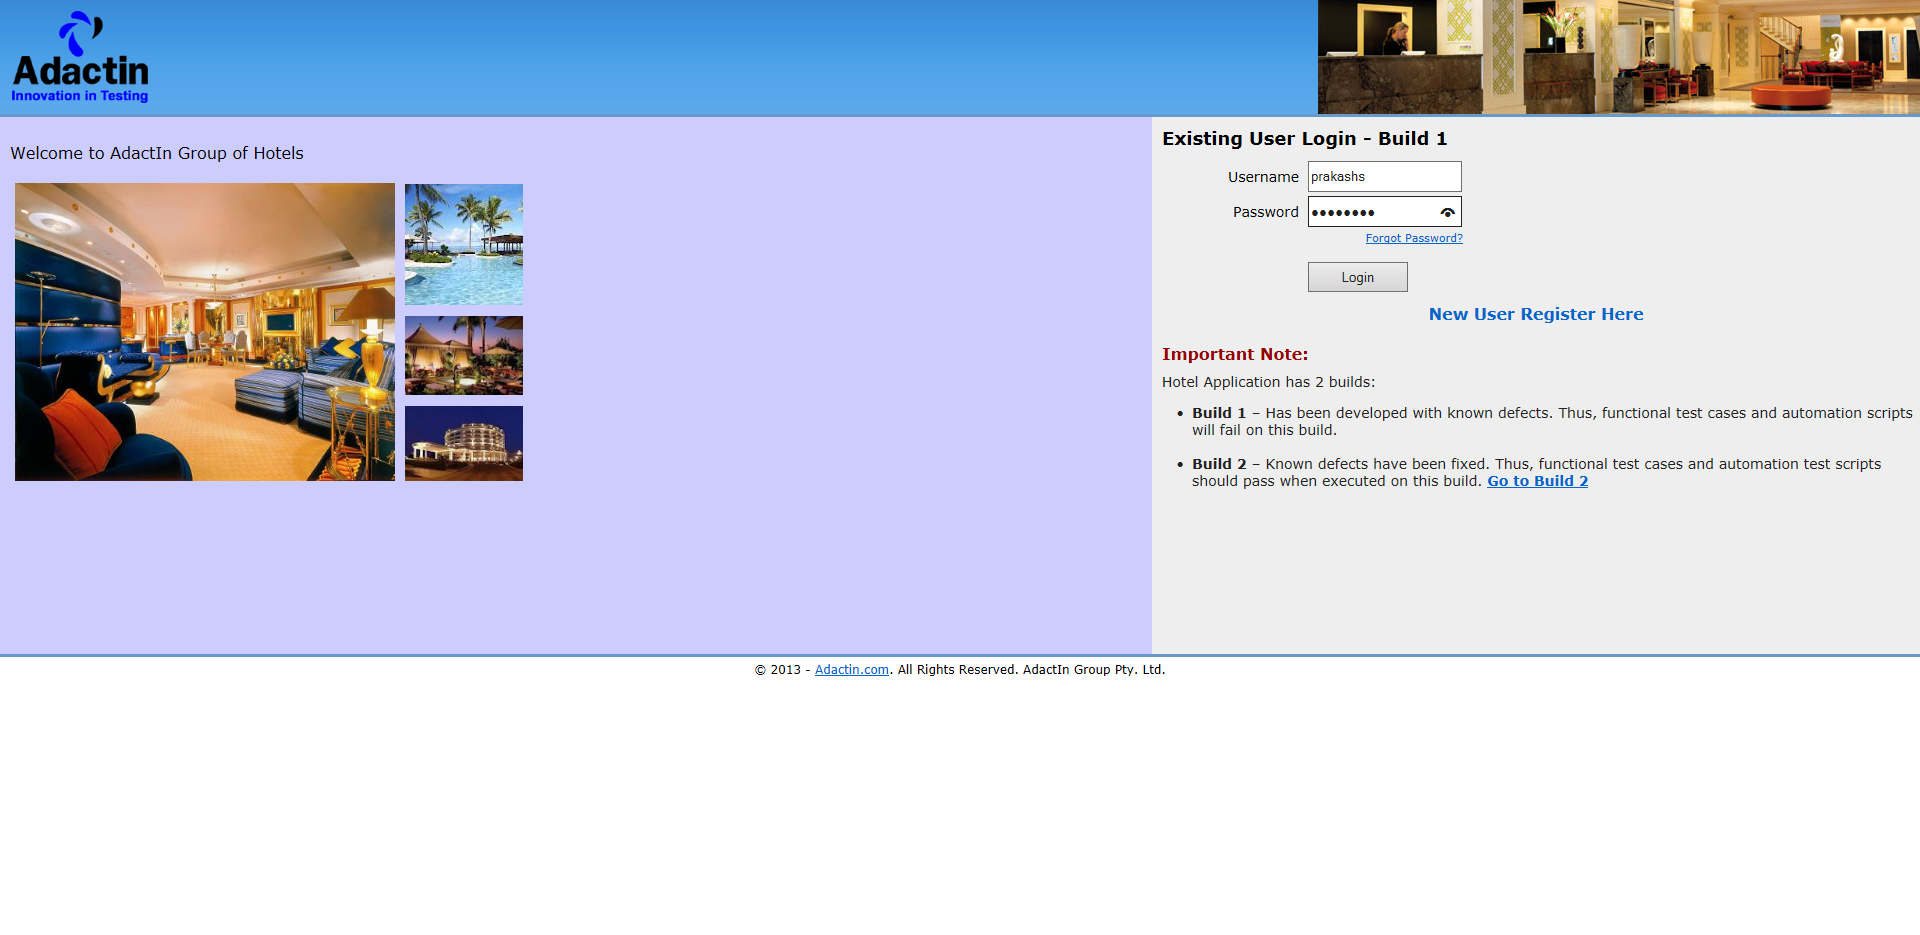 Adactin
Innovation in Testing
Welcome to AdactIn Group of Hotels
Existing User Login - Build 1
Username prakashs
Password ••••••••
Forgot Password?
Login
New User Register Here
Important Note:
Hotel Application has 2 builds:
• Build 1 – Has been developed with known defects. Thus, functional test cases and automation scripts
will fail on this build.
• Build 2 – Known defects have been fixed. Thus, functional test cases and automation test scripts
should pass when executed on this build. Go to Build 2
© 2013 - Adactin.com. All Rights Reserved. AdactIn Group Pty. Ltd.